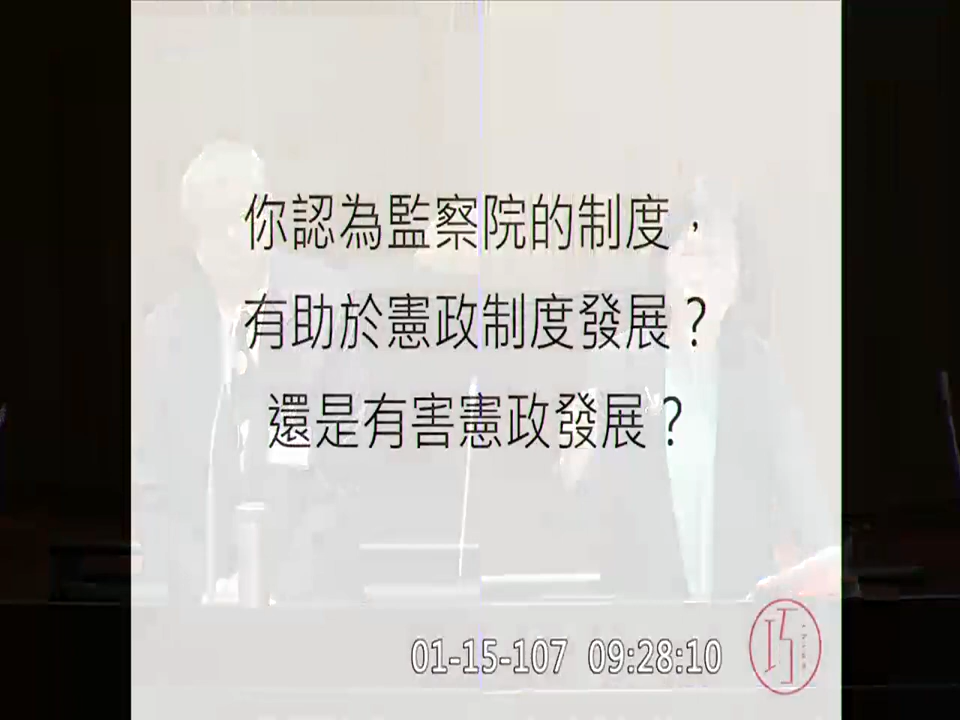 你認為監察院的制度，
有助於憲政制度發展？
還是有害憲政發展？
01-15-107 09:28:10
巧